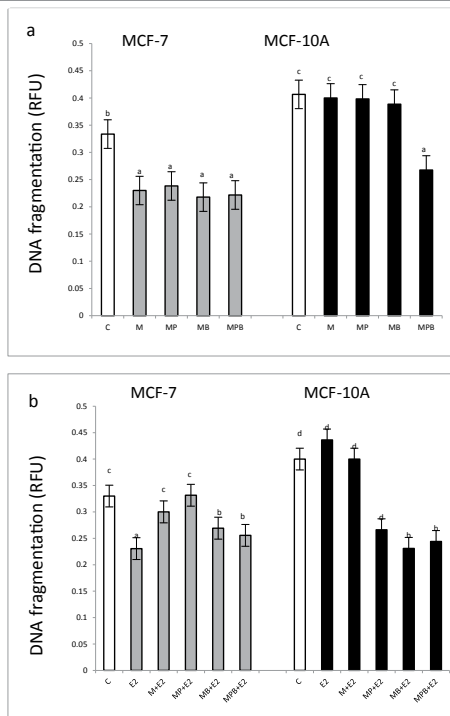 a
MCF-7 MCF-10A
DNA fragmentation (RFU)
0.5
0.45
0.4
0.35
0.3
0.25
0.2
0.15
0.1
0.05
0
b a a a a c c c c a
C M MP MB MPB C M MP MB MPB
b
MCF-7 MCF-10A
DNA fragmentation (RFU)
0.5
0.45
0.4
0.35
0.3
0.25
0.2
0.15
0.1
0.05
0
c a c c b b d d d d b b
C E2 M+E2 MP+E2 MB+E2 MPB+E2 C E2 M+E2 MP+E2 MB+E2 MPB+E2